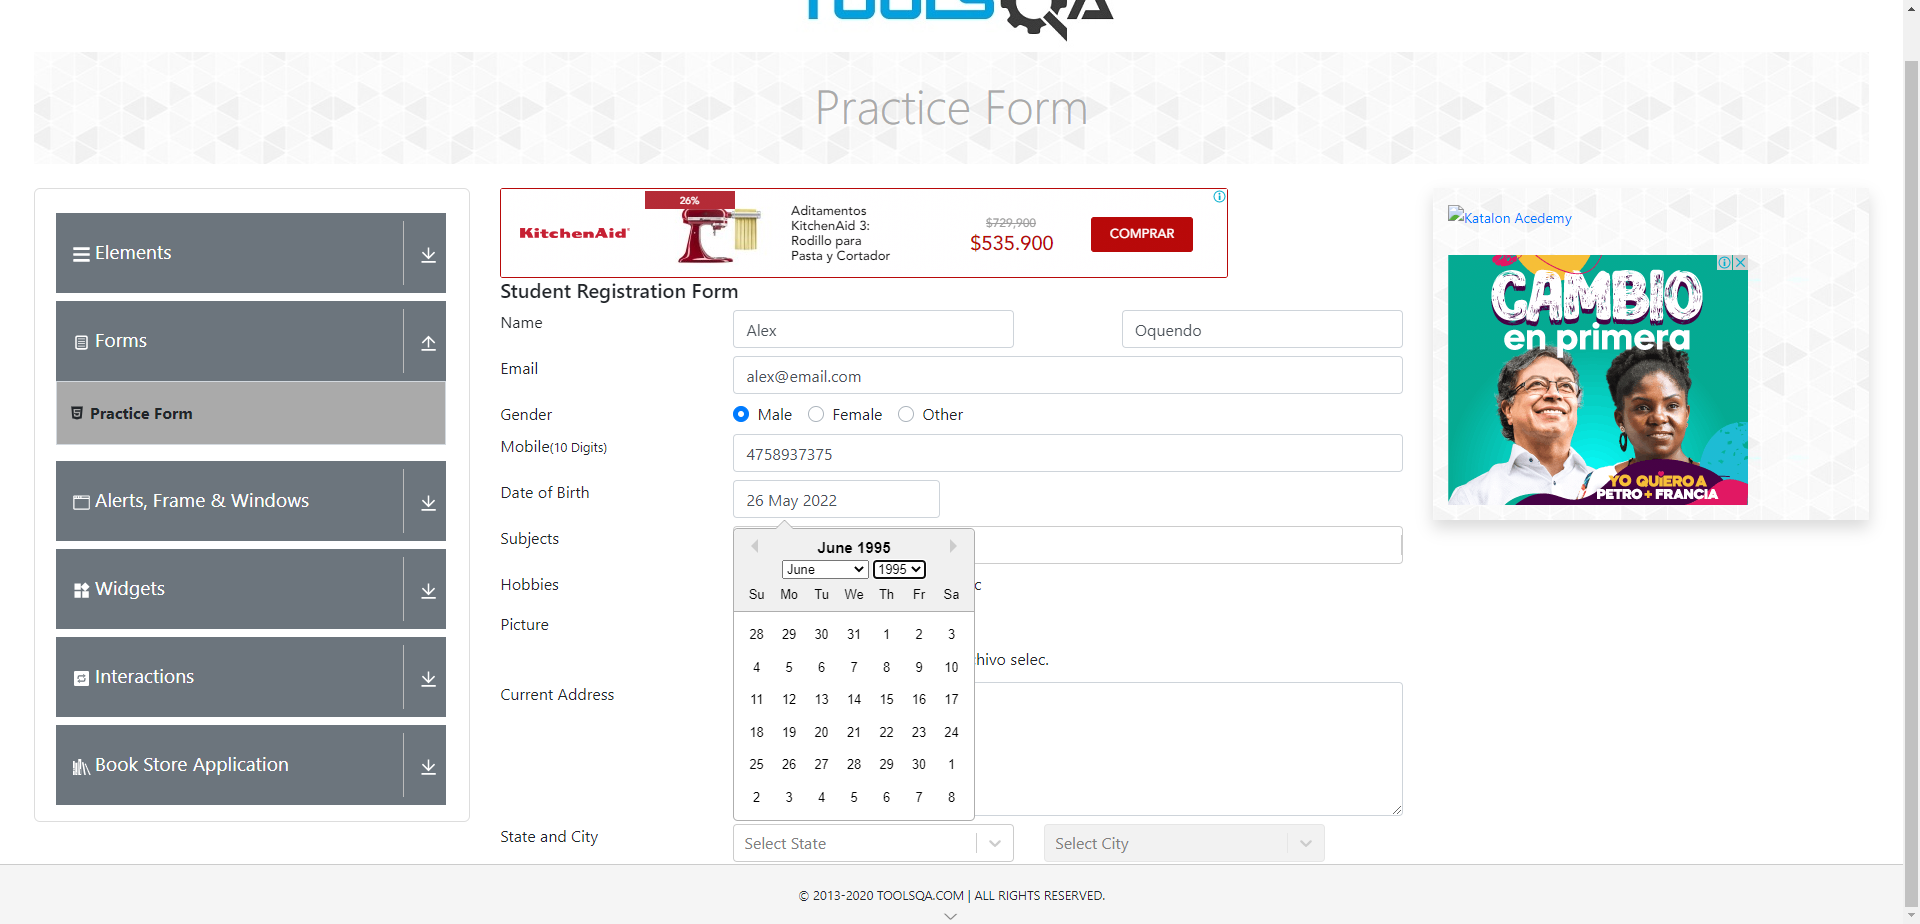 TOOLSQA
Practice Form
Elements
Forms
Practice Form
Alerts, Frame & Windows
Widgets
Interactions
Book Store Application
KitchenAid
26%
Aditamentos
KitchenAid 3:
Rodillo para
Pasta y Cortador
$729,900
$535.900
COMPRAR
Student Registration Form
Name
Alex
Oquendo
Email
alex@email.com
Gender
Male
Female
Other
Mobile(10 Digits)
4758937375
Date of Birth
26 May 2022
Subjects
Hobbies
c
Picture
hivo selec.
Current Address
June 1995
June
1995
Su Mo Tu We Th Fr Sa
28 29 30 31 1 2 3
4 5 6 7 8 9 10
11 12 13 14 15 16 17
18 19 20 21 22 23 24
25 26 27 28 29 30 1
2 3 4 5 6 7 8
State and City
Select State
Select City
Katalon Acedemy
CAMBIO
en primera
YO QUIERO A
PETRO + FRANCIA
© 2013-2020 TOOLSQA.COM | ALL RIGHTS RESERVED.